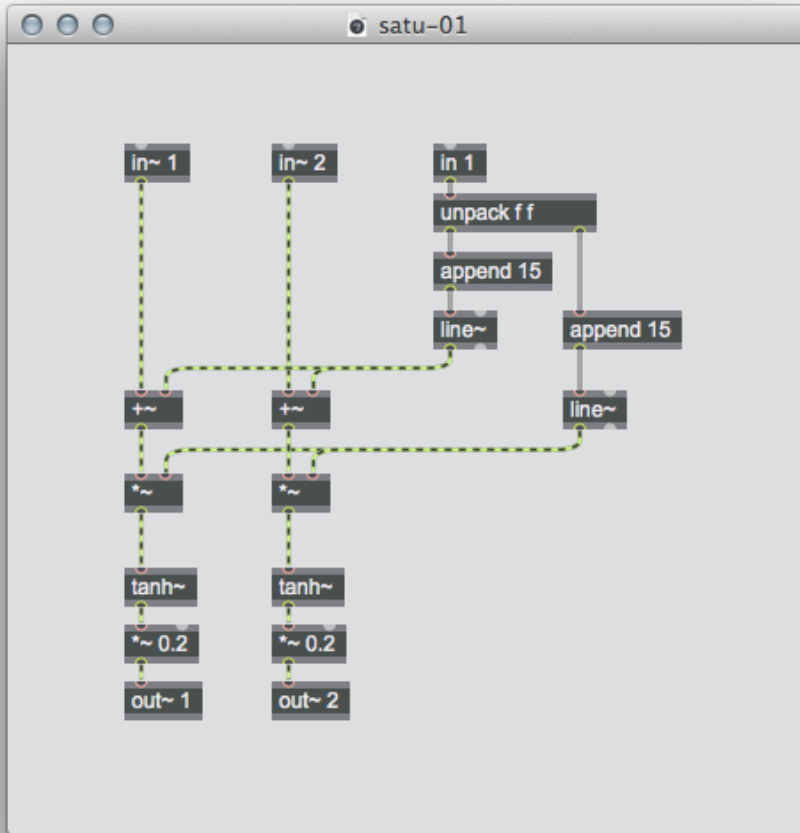 satu-01
in~ 1
in~ 2
in 1
unpack f f
append 15
line~
append 15
+~
+~
line~
*~
*~
tanh~
tanh~
*~ 0.2
*~ 0.2
out~ 1
out~ 2